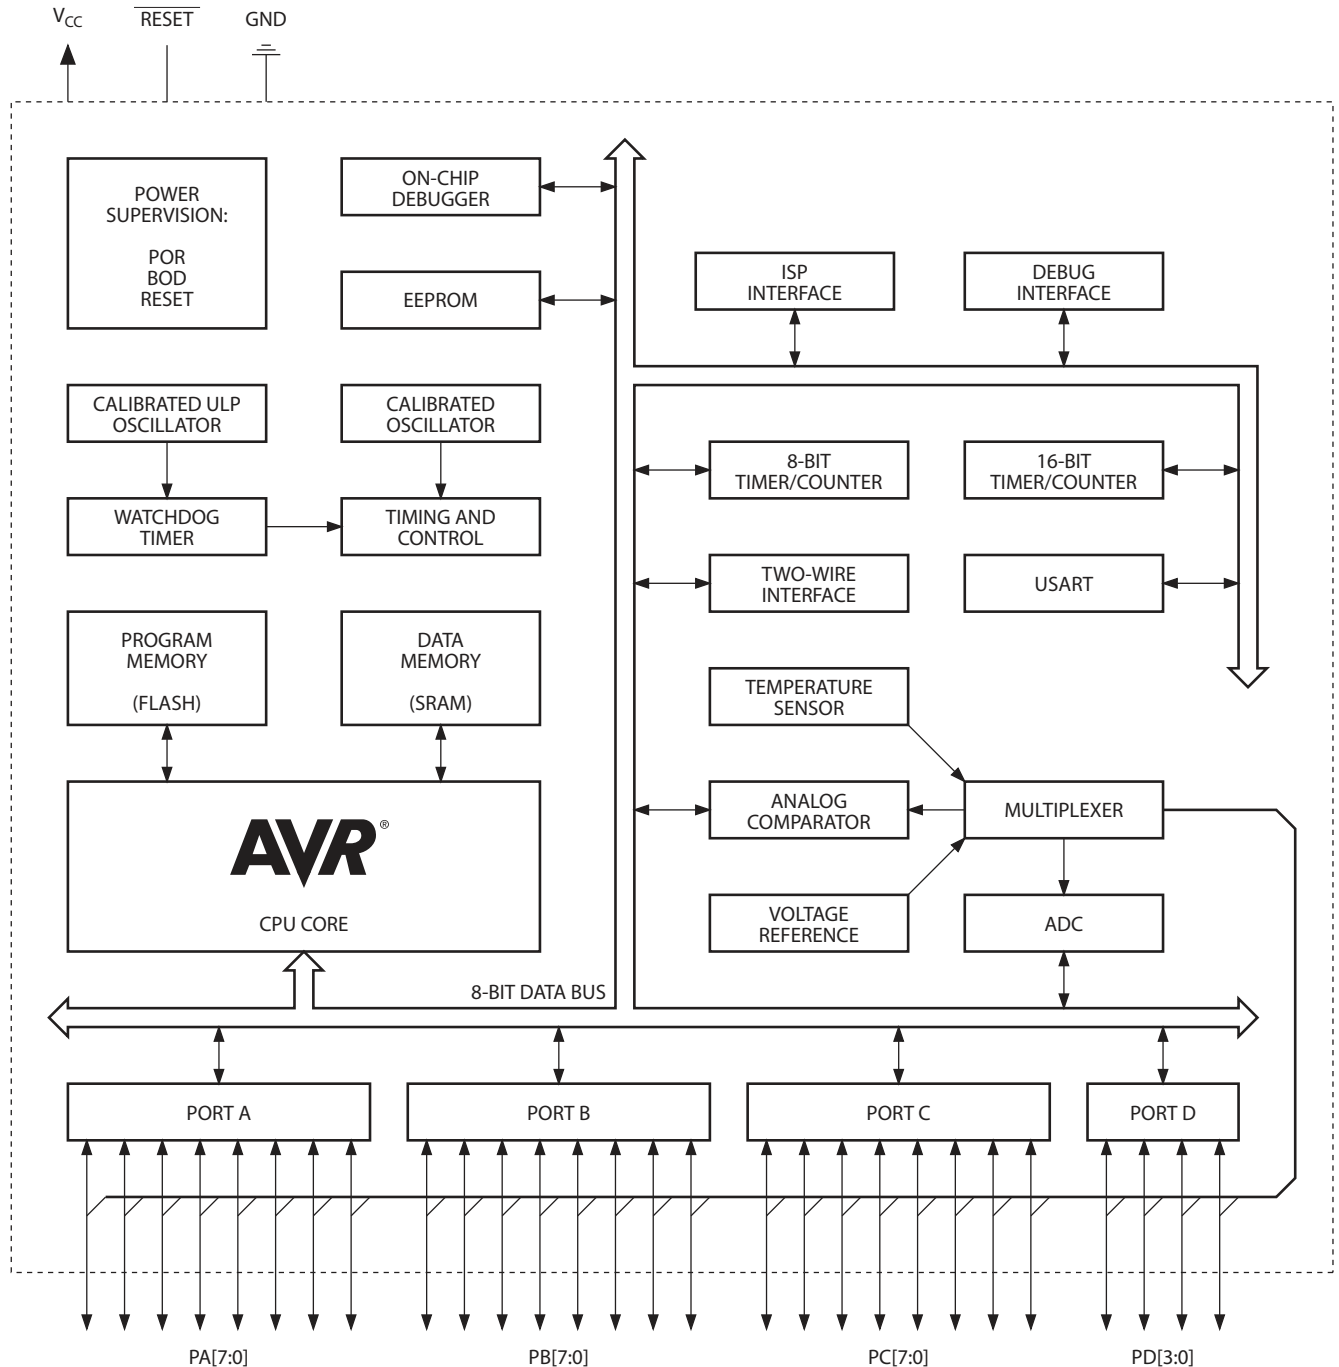 VCC
RESET
GND
POWER
SUPERVISION:
POR
BOD
RESET
ON-CHIP
DEBUGGER
EEPROM
ISP
INTERFACE
DEBUG
INTERFACE
CALIBRATED ULP
OSCILLATOR
CALIBRATED
OSCILLATOR
WATCHDOG
TIMER
TIMING AND
CONTROL
8-BIT
TIMER/COUNTER
16-BIT
TIMER/COUNTER
TWO-WIRE
INTERFACE
USART
PROGRAM
MEMORY
(FLASH)
DATA
MEMORY
(SRAM)
TEMPERATURE
SENSOR
ANALOG
COMPARATOR
MULTIPLEXER
VOLTAGE
REFERENCE
ADC
AVR®
CPU CORE
8-BIT DATA BUS
PORT A
PORT B
PORT C
PORT D
PA[7:0]
PB[7:0]
PC[7:0]
PD[3:0]